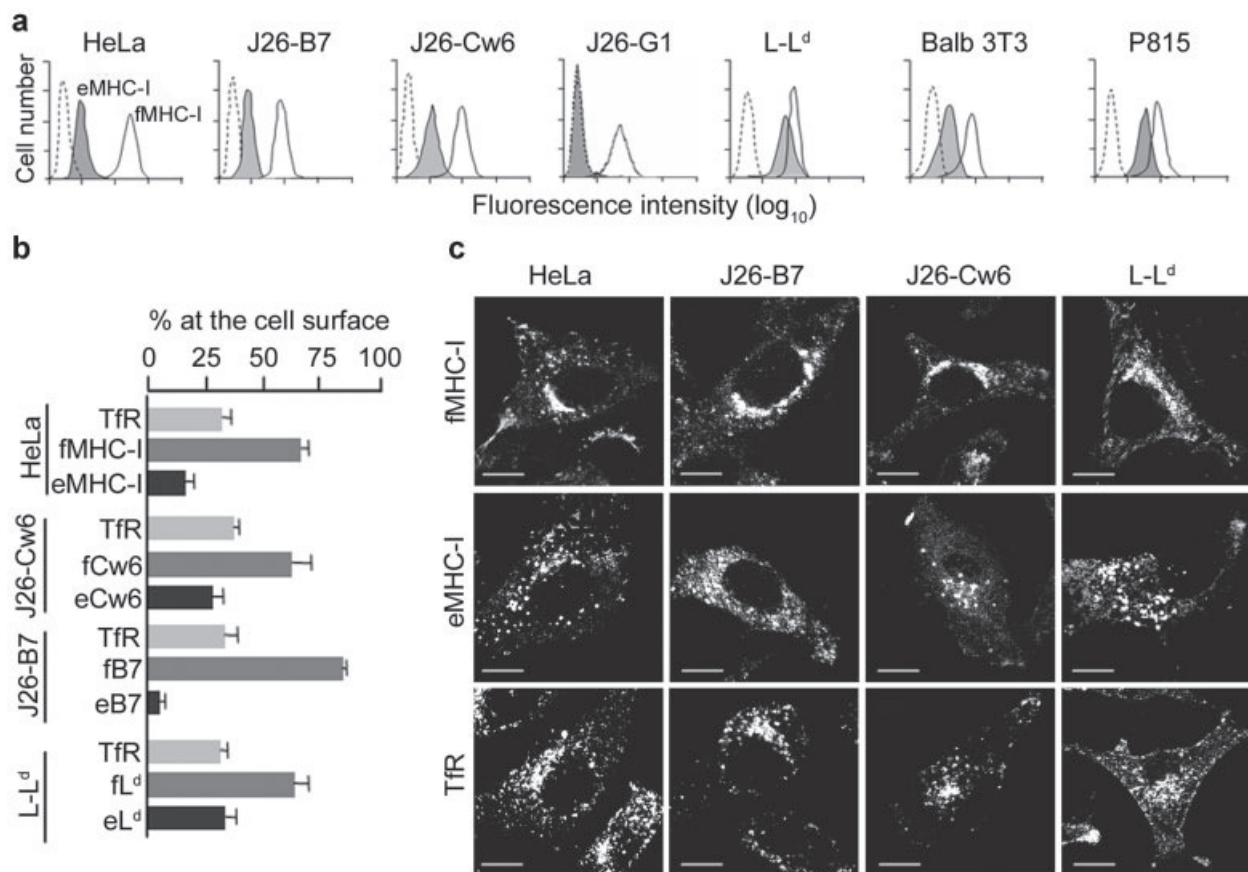 a
HeLa J26-B7 J26-Cw6 J26-G1 L-Lᵈ Balb 3T3 P815
Cell number
eMHC-I
fMHC-I
Fluorescence intensity (log₁₀)
b
% at the cell surface
0 25 50 75 100
HeLa
TfR
fMHC-I
eMHC-I
J26-Cw6
TfR
fCw6
eCw6
J26-B7
TfR
fB7
eB7
L-Lᵈ
TfR
fLᵈ
eLᵈ
c
HeLa J26-B7 J26-Cw6 L-Lᵈ
fMHC-I
eMHC-I
TfR